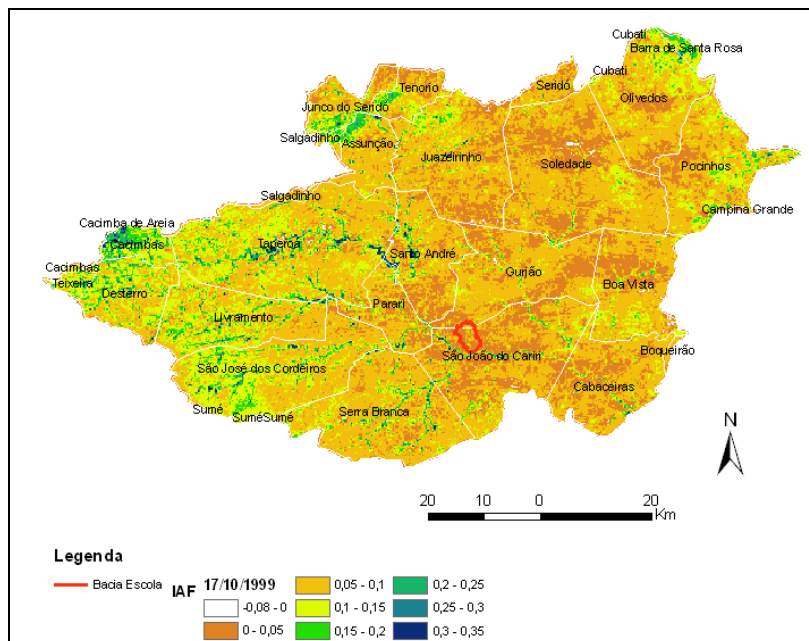 Cubati
Barra de Santa Rosa
Cubati
Seridó
Tenorio
Olivedos
Junco do Serido
Salgadinho
Assunção
Juazeirinho
Soledade
Pocinhos
Salgadinho
Campina Grande
Cacimba de Areia
Cacimbas
Taperoá
Santo André
Cacimbas
Gurjão
Teixeira
Boa Vista
Desterro
Parari
Livramento
Boqueirão
São João do Cariri
São José dos Cordeiros
Cabaceiras
Sumé
SuméSumé
Serra Branca
N
20 10 0 20
Km
Legenda
Bacia Escola
IAF 17/10/1999
-0,08 - 0
0 - 0,05
0,05 - 0,1
0,1 - 0,15
0,15 - 0,2
0,2 - 0,25
0,25 - 0,3
0,3 - 0,35